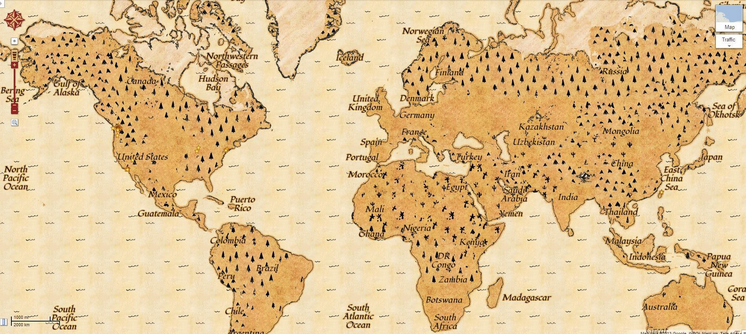 Map
Traffic
Norwegian
Sea
Northwestern
Passages
Iceland
Finland
Russia
Canada
Hudson
Bay
Gulf of
Alaska
Bering
Sea
United
Kingdom
Denmark
Germany
Sea of
Okhotsk
Kazakhstan
Mongolia
France
Uzbekistan
Spain
Portugal
Turkey
Japan
United States
China
North
Pacific
Ocean
Morocco
Iran
East
China
Sea
Egypt
Saudi
Arabia
India
Mexico
Puerto
Rico
Mali
Yemen
Thailand
Guatemala
Nigeria
Ghana
Colombia
Kenya
Malaysia
Indonesia
Papua
New
Guinea
DR
Congo
Brazil
Peru
Zambia
Madagascar
Botswana
Australia
Chile
South
Pacific
Ocean
South
Atlantic
Ocean
South
Africa
Argentina
1000 mi
2000 km